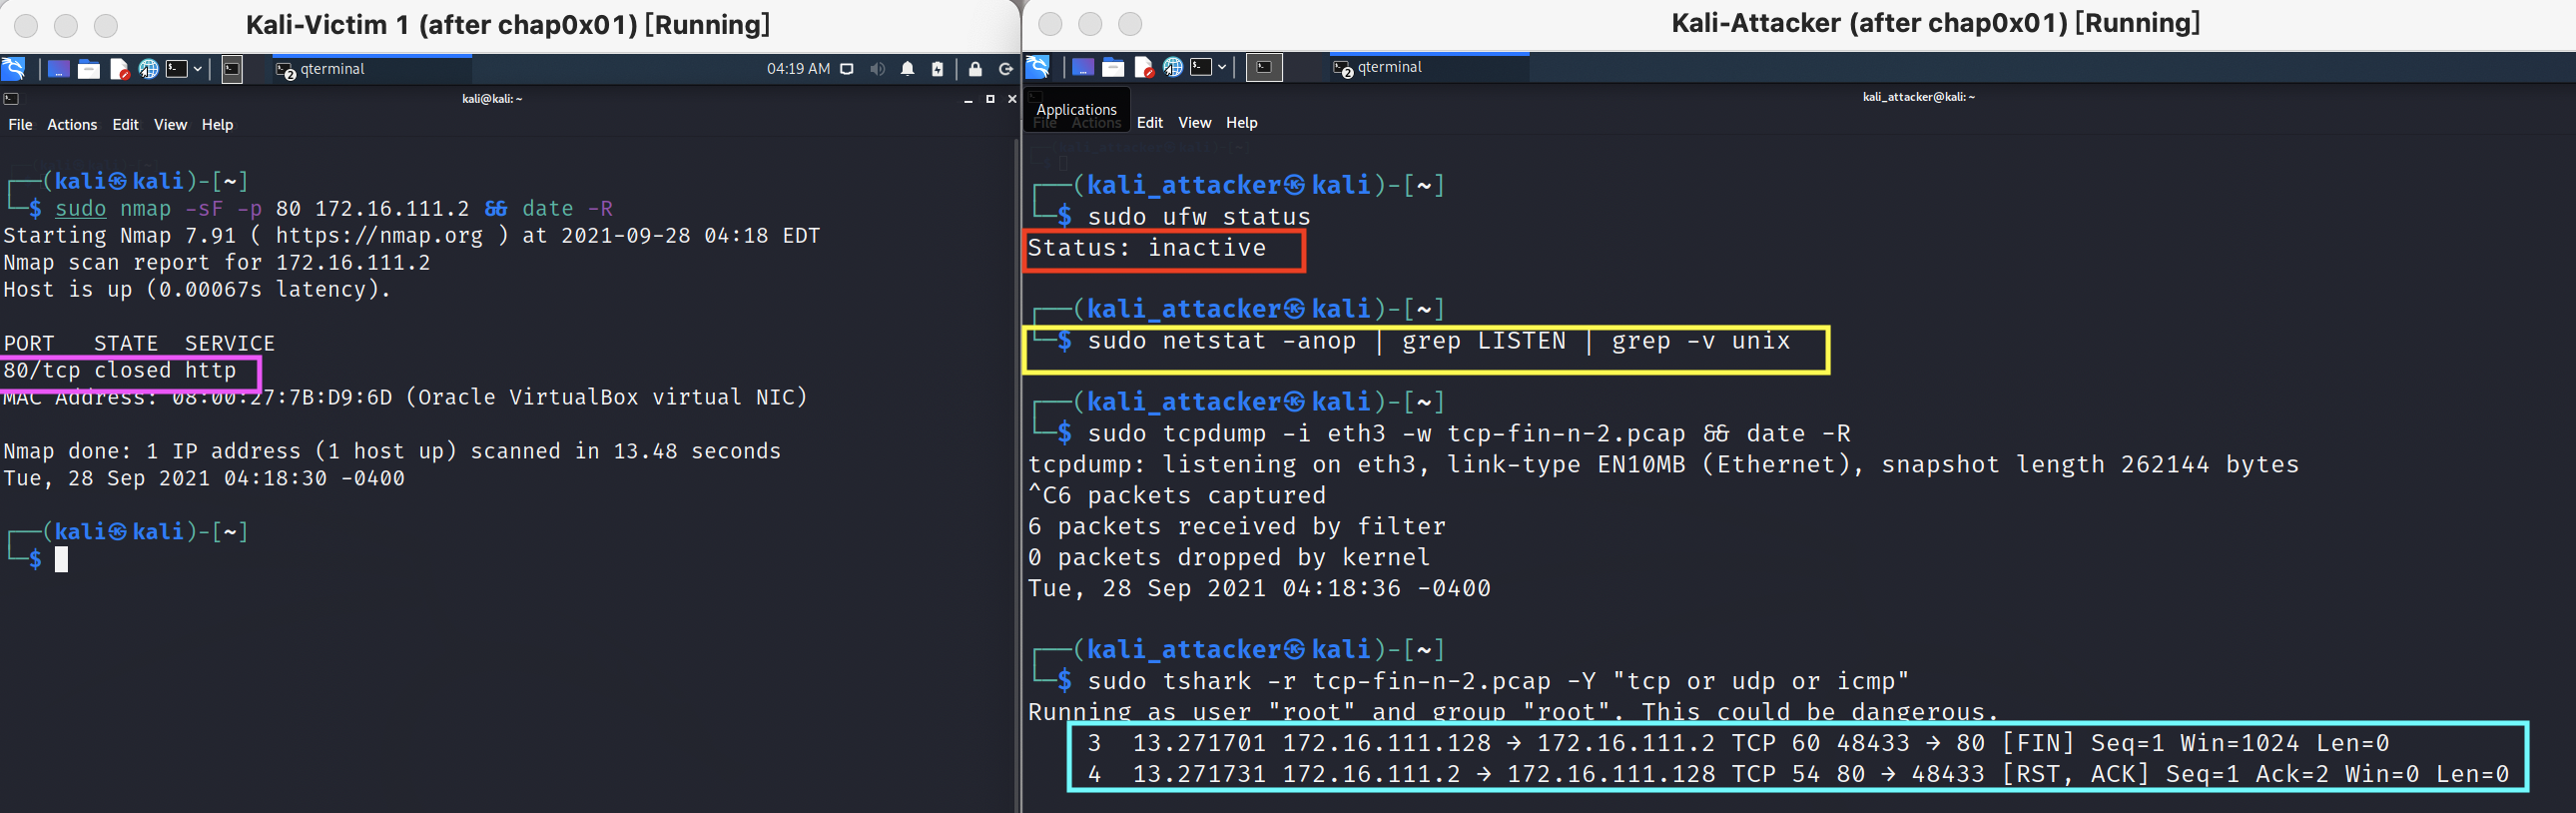 Kali-Victim 1 (after chap0x01) [Running]
qterminal
04:19 AM
kali@kali: ~
File Actions Edit View Help
(kali㉿kali)-[~]
$ sudo nmap -sF -p 80 172.16.111.2 && date -R
Starting Nmap 7.91 ( https://nmap.org ) at 2021-09-28 04:18 EDT
Nmap scan report for 172.16.111.2
Host is up (0.00067s latency).
PORT STATE SERVICE
80/tcp closed http
MAC Address: 08:00:27:7B:D9:6D (Oracle VirtualBox virtual NIC)
Nmap done: 1 IP address (1 host up) scanned in 13.48 seconds
Tue, 28 Sep 2021 04:18:30 -0400
(kali㉿kali)-[~]
$
Kali-Attacker (after chap0x01) [Running]
qterminal
kali_attacker@kali: ~
Applications
File Actions Edit View Help
(kali_attacker㉿kali)-[~]
$ sudo ufw status
Status: inactive
(kali_attacker㉿kali)-[~]
$ sudo netstat -anop | grep LISTEN | grep -v unix
(kali_attacker㉿kali)-[~]
$ sudo tcpdump -i eth3 -w tcp-fin-n-2.pcap && date -R
tcpdump: listening on eth3, link-type EN10MB (Ethernet), snapshot length 262144 bytes
^C6 packets captured
6 packets received by filter
0 packets dropped by kernel
Tue, 28 Sep 2021 04:18:36 -0400
(kali_attacker㉿kali)-[~]
$ sudo tshark -r tcp-fin-n-2.pcap -Y "tcp or udp or icmp"
Running as user "root" and group "root". This could be dangerous.
3 13.271701 172.16.111.128 → 172.16.111.2 TCP 60 48433 → 80 [FIN] Seq=1 Win=1024 Len=0
4 13.271731 172.16.111.2 → 172.16.111.128 TCP 54 80 → 48433 [RST, ACK] Seq=1 Ack=2 Win=0 Len=0